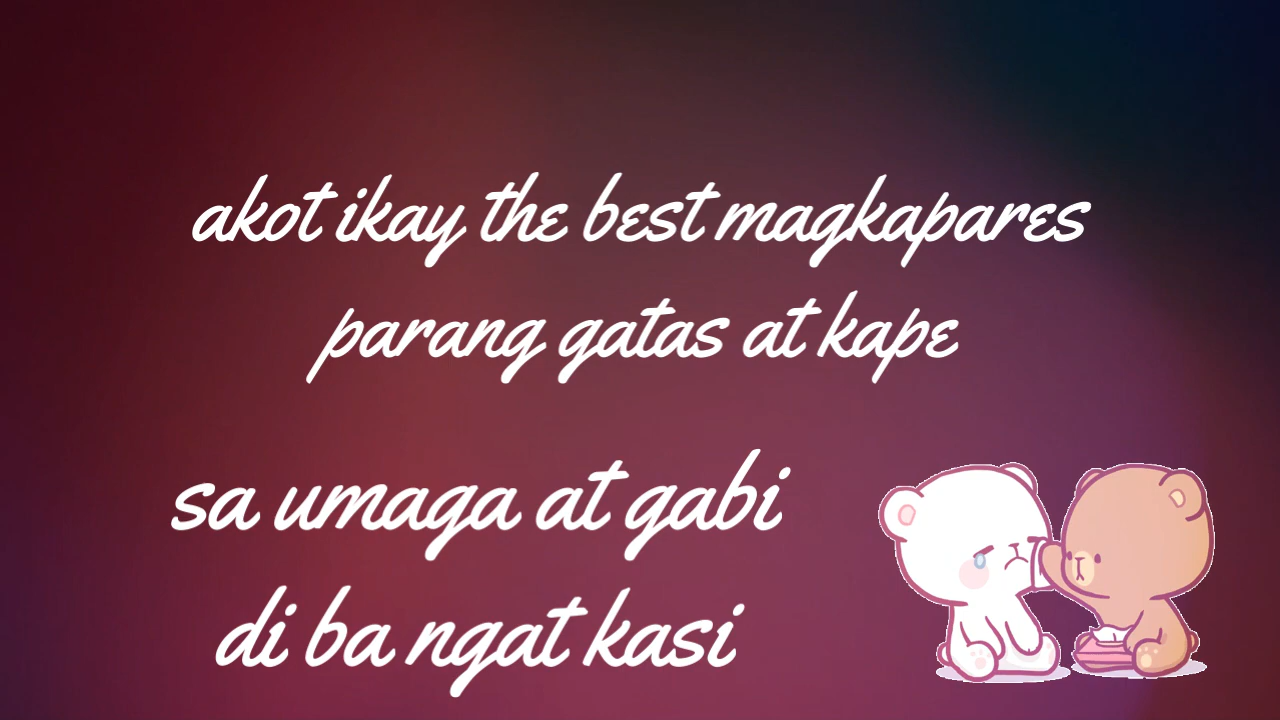 akot ikay the best magkapares
parang gatas at kape
sa umaga at gabi
di ba ngat kasi